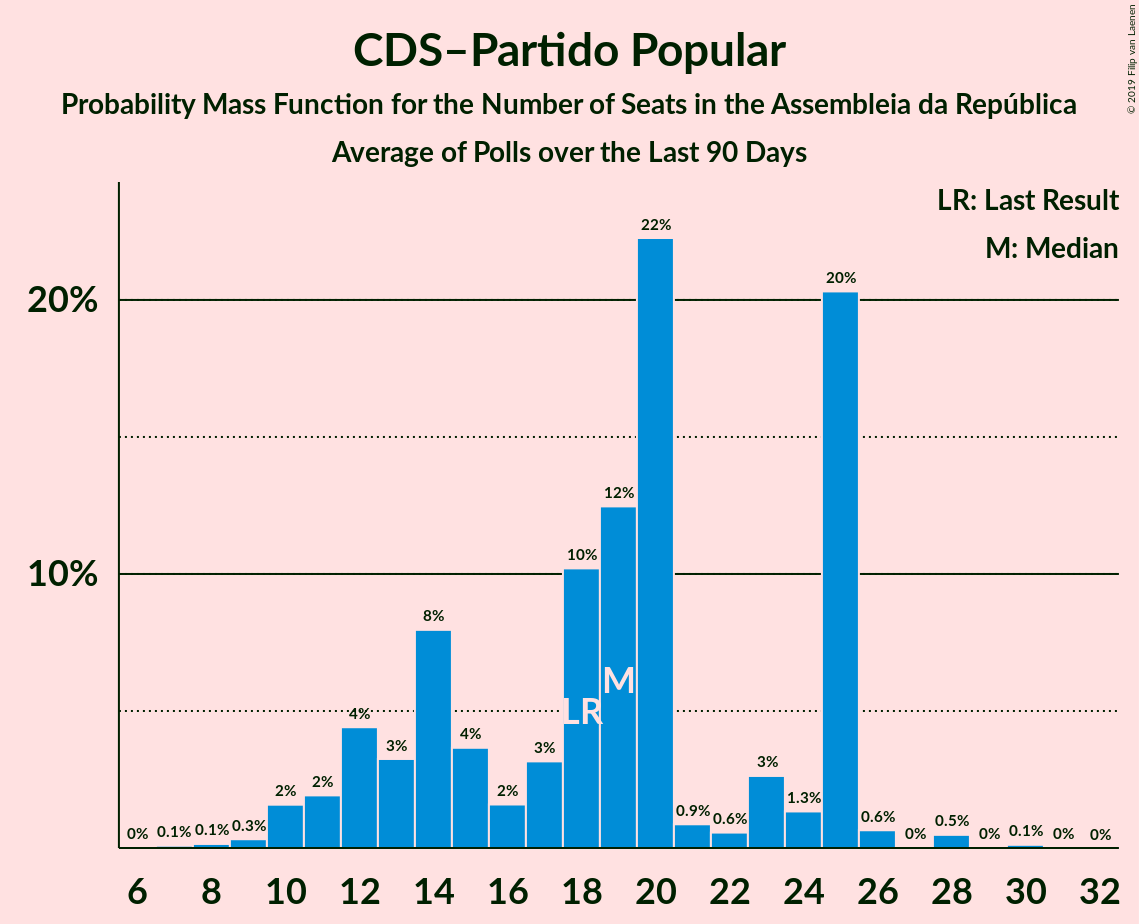 CDS–Partido Popular
Probability Mass Function for the Number of Seats in the Assembleia da República
Average of Polls over the Last 90 Days
© 2019 Filip van Laenen
LR: Last Result
M: Median
20%
10%
0% 0.1% 0.1% 0.3% 2% 2% 4% 3% 8% 4% 2% 3% 10% 12% 22% 0.9% 0.6% 3% 1.3% 20% 0.6% 0% 0.5% 0% 0.1% 0% 0%
LR M
6 8 10 12 14 16 18 20 22 24 26 28 30 32